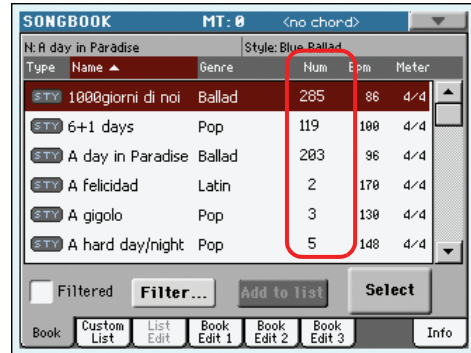 SONGBOOK MT: 0 <no chord>
N: A day in Paradise Style: Blue Ballad
Type Name Genre Num Bpm Meter
STY 1000giorni di noi Ballad 285 86 4/4
STY 6+1 days Pop 119 100 4/4
STY A day in Paradise Ballad 203 96 4/4
STY A felicidad Latin 2 170 4/4
STY A gigolo Pop 3 130 4/4
STY A hard day/night Pop 5 148 4/4
Filtered Filter... Add to list Select
Book Custom List List Edit Book Edit 1 Book Edit 2 Book Edit 3 Info